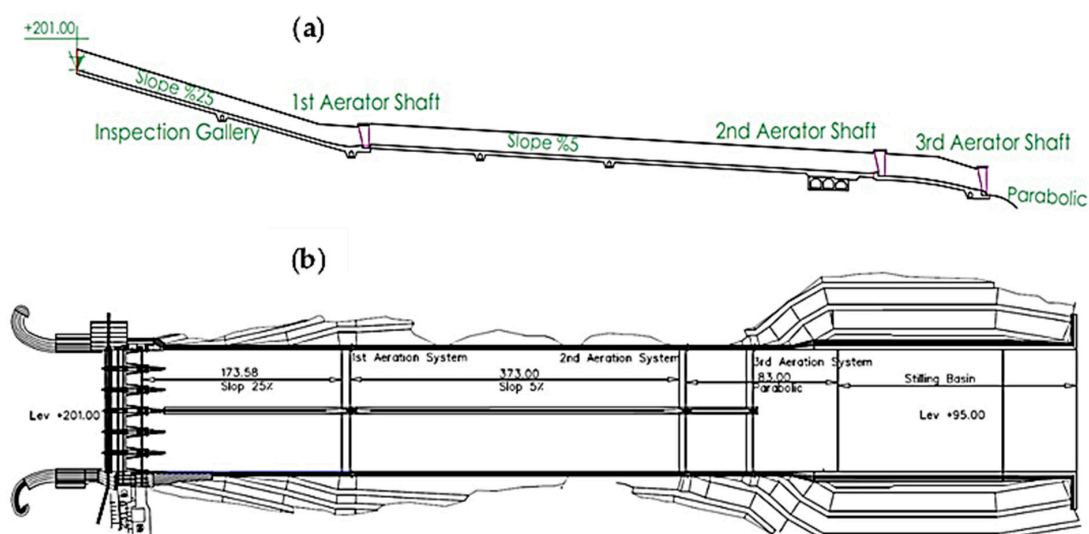 (a)
+201.00
Slope %25
1st Aerator Shaft
Inspection Gallery
Slope %5
2nd Aerator Shaft
3rd Aerator Shaft
Parabolic
(b)
1st Aeration System
2nd Aeration System
3rd Aeration System
173.58
Slop 25%
373.00
Slop 5%
83.00
Parabolic
Stilling Basin
Lev +201.00
Lev +95.00